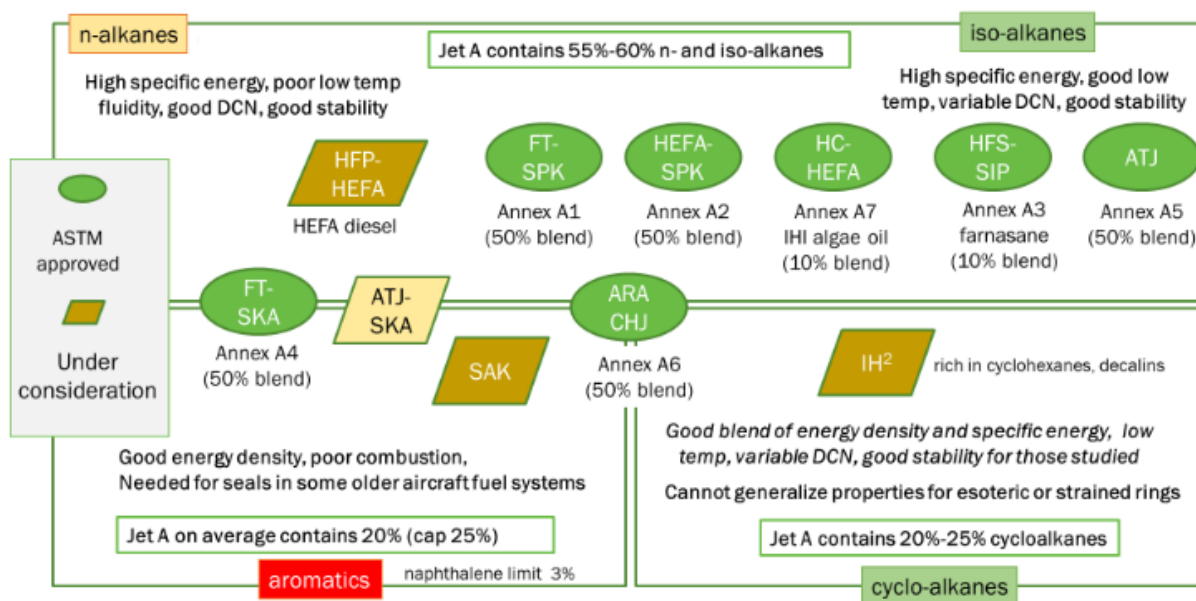 n-alkanes
iso-alkanes
Jet A contains 55%-60% n- and iso-alkanes
High specific energy, poor low temp
fluidity, good DCN, good stability
High specific energy, good low
temp, variable DCN, good stability
HFP-
HEFA
HEFA diesel
FT-
SPK
Annex A1
(50% blend)
HEFA-
SPK
Annex A2
(50% blend)
HC-
HEFA
Annex A7
IHI algae oil
(10% blend)
HFS-
SIP
Annex A3
farnasane
(10% blend)
ATJ
Annex A5
(50% blend)
ASTM
approved
Under
consideration
FT-
SKA
Annex A4
(50% blend)
ATJ-
SKA
SAK
ARA
CHJ
Annex A6
(50% blend)
IH²
rich in cyclohexanes, decalins
Good energy density, poor combustion,
Needed for seals in some older aircraft fuel systems
Jet A on average contains 20% (cap 25%)
aromatics
naphthalene limit 3%
Good blend of energy density and specific energy, low
temp, variable DCN, good stability for those studied
Cannot generalize properties for esoteric or strained rings
Jet A contains 20%-25% cycloalkanes
cyclo-alkanes